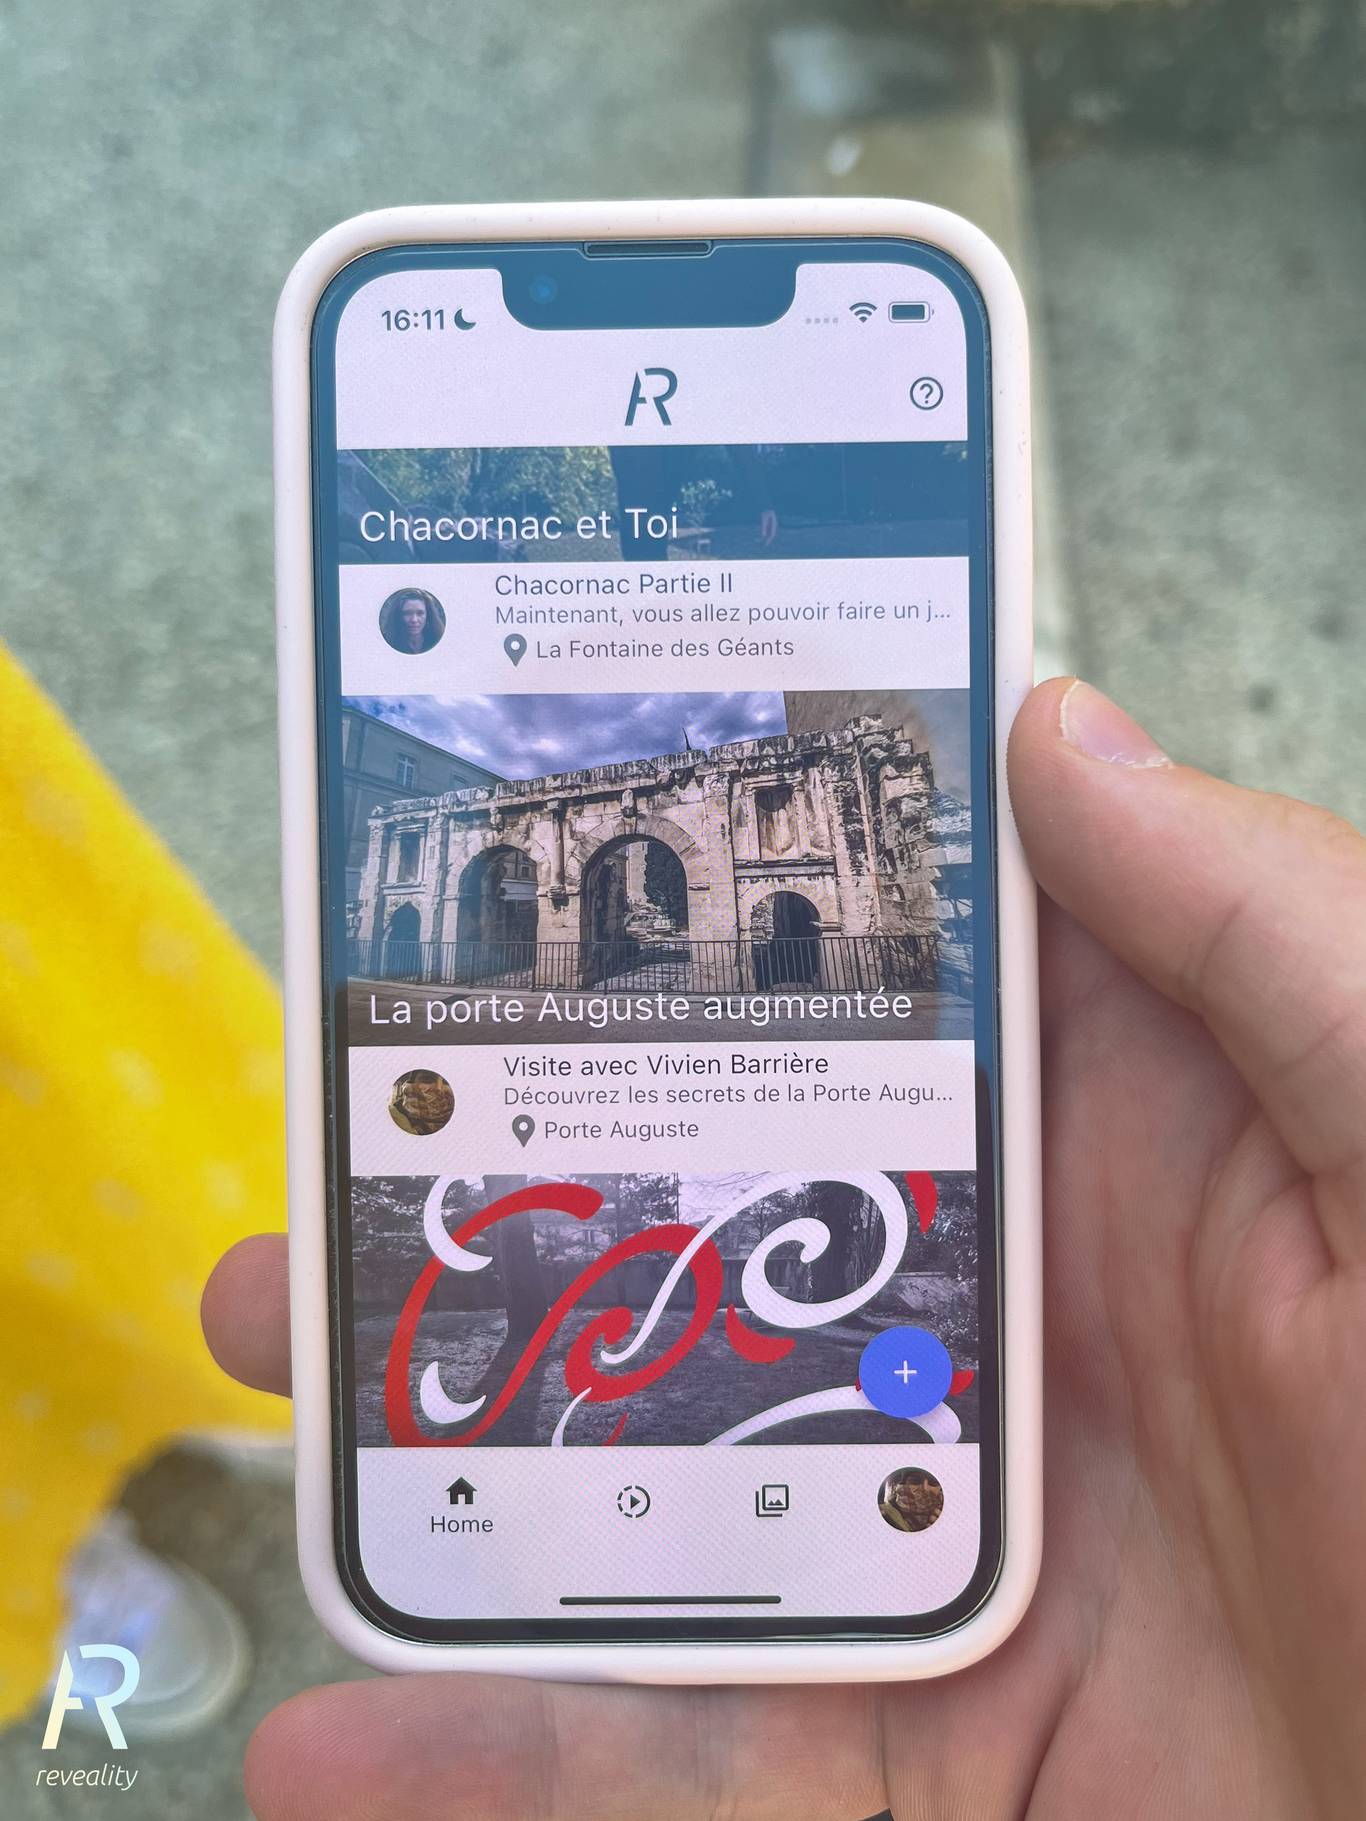 16:11
AR
Chacornac et Toi
Chacornac Partie II
Maintenant, vous allez pouvoir faire un j...
La Fontaine des Géants
La porte Auguste augmentée
Visite avec Vivien Barrière
Découvrez les secrets de la Porte Augu...
Porte Auguste
Home
AR
reveality